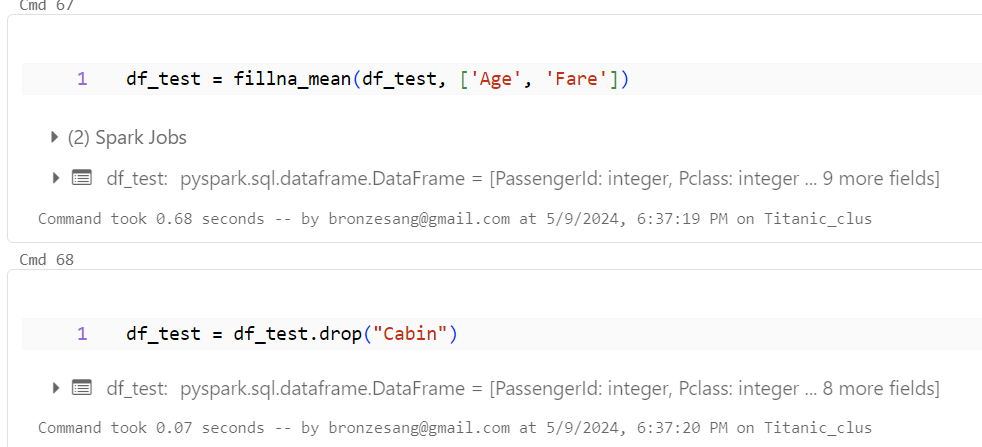 Cmd 67
1 df_test = fillna_mean(df_test, ['Age', 'Fare'])
(2) Spark Jobs
df_test: pyspark.sql.dataframe.DataFrame = [PassengerId: integer, Pclass: integer ... 9 more fields]
Command took 0.68 seconds -- by bronzesang@gmail.com at 5/9/2024, 6:37:19 PM on Titanic_clus
Cmd 68
1 df_test = df_test.drop("Cabin")
df_test: pyspark.sql.dataframe.DataFrame = [PassengerId: integer, Pclass: integer ... 8 more fields]
Command took 0.07 seconds -- by bronzesang@gmail.com at 5/9/2024, 6:37:20 PM on Titanic_clus